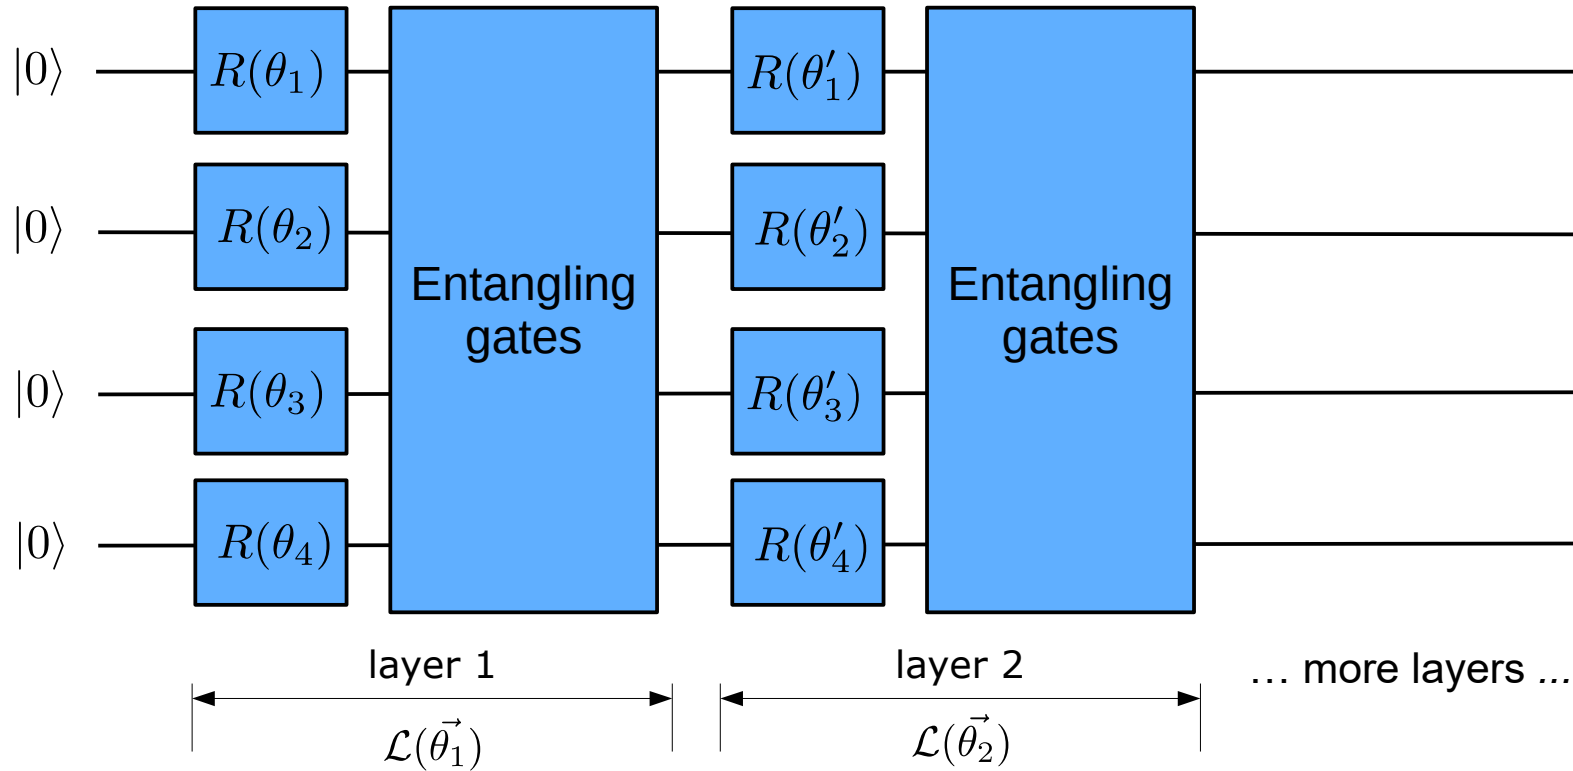 |0⟩ R(θ₁) R(θ′₁)
|0⟩ R(θ₂) R(θ′₂)
Entangling gates Entangling gates
|0⟩ R(θ₃) R(θ′₃)
|0⟩ R(θ₄) R(θ′₄)
layer 1 layer 2 ... more layers ...
ℒ(θ⃗₁) ℒ(θ⃗₂)